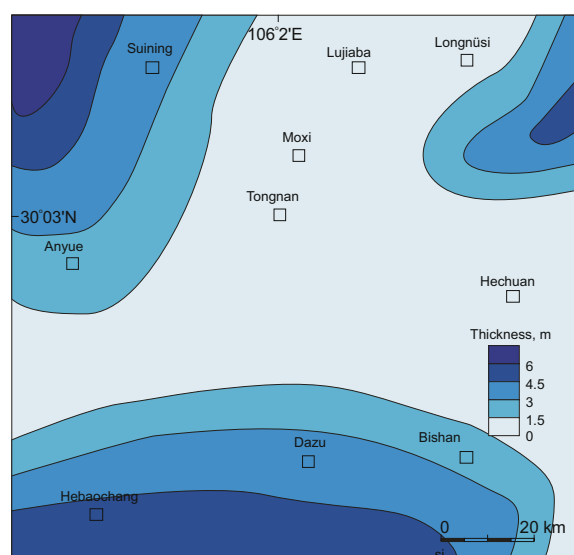 106°2'E
Suining
Lujiaba
Longnüsi
Moxi
Tongnan
30°03'N
Anyue
Hechuan
Thickness, m
6
4.5
3
1.5
0
Dazu
Bishan
Hebaochang
0 20 km
si